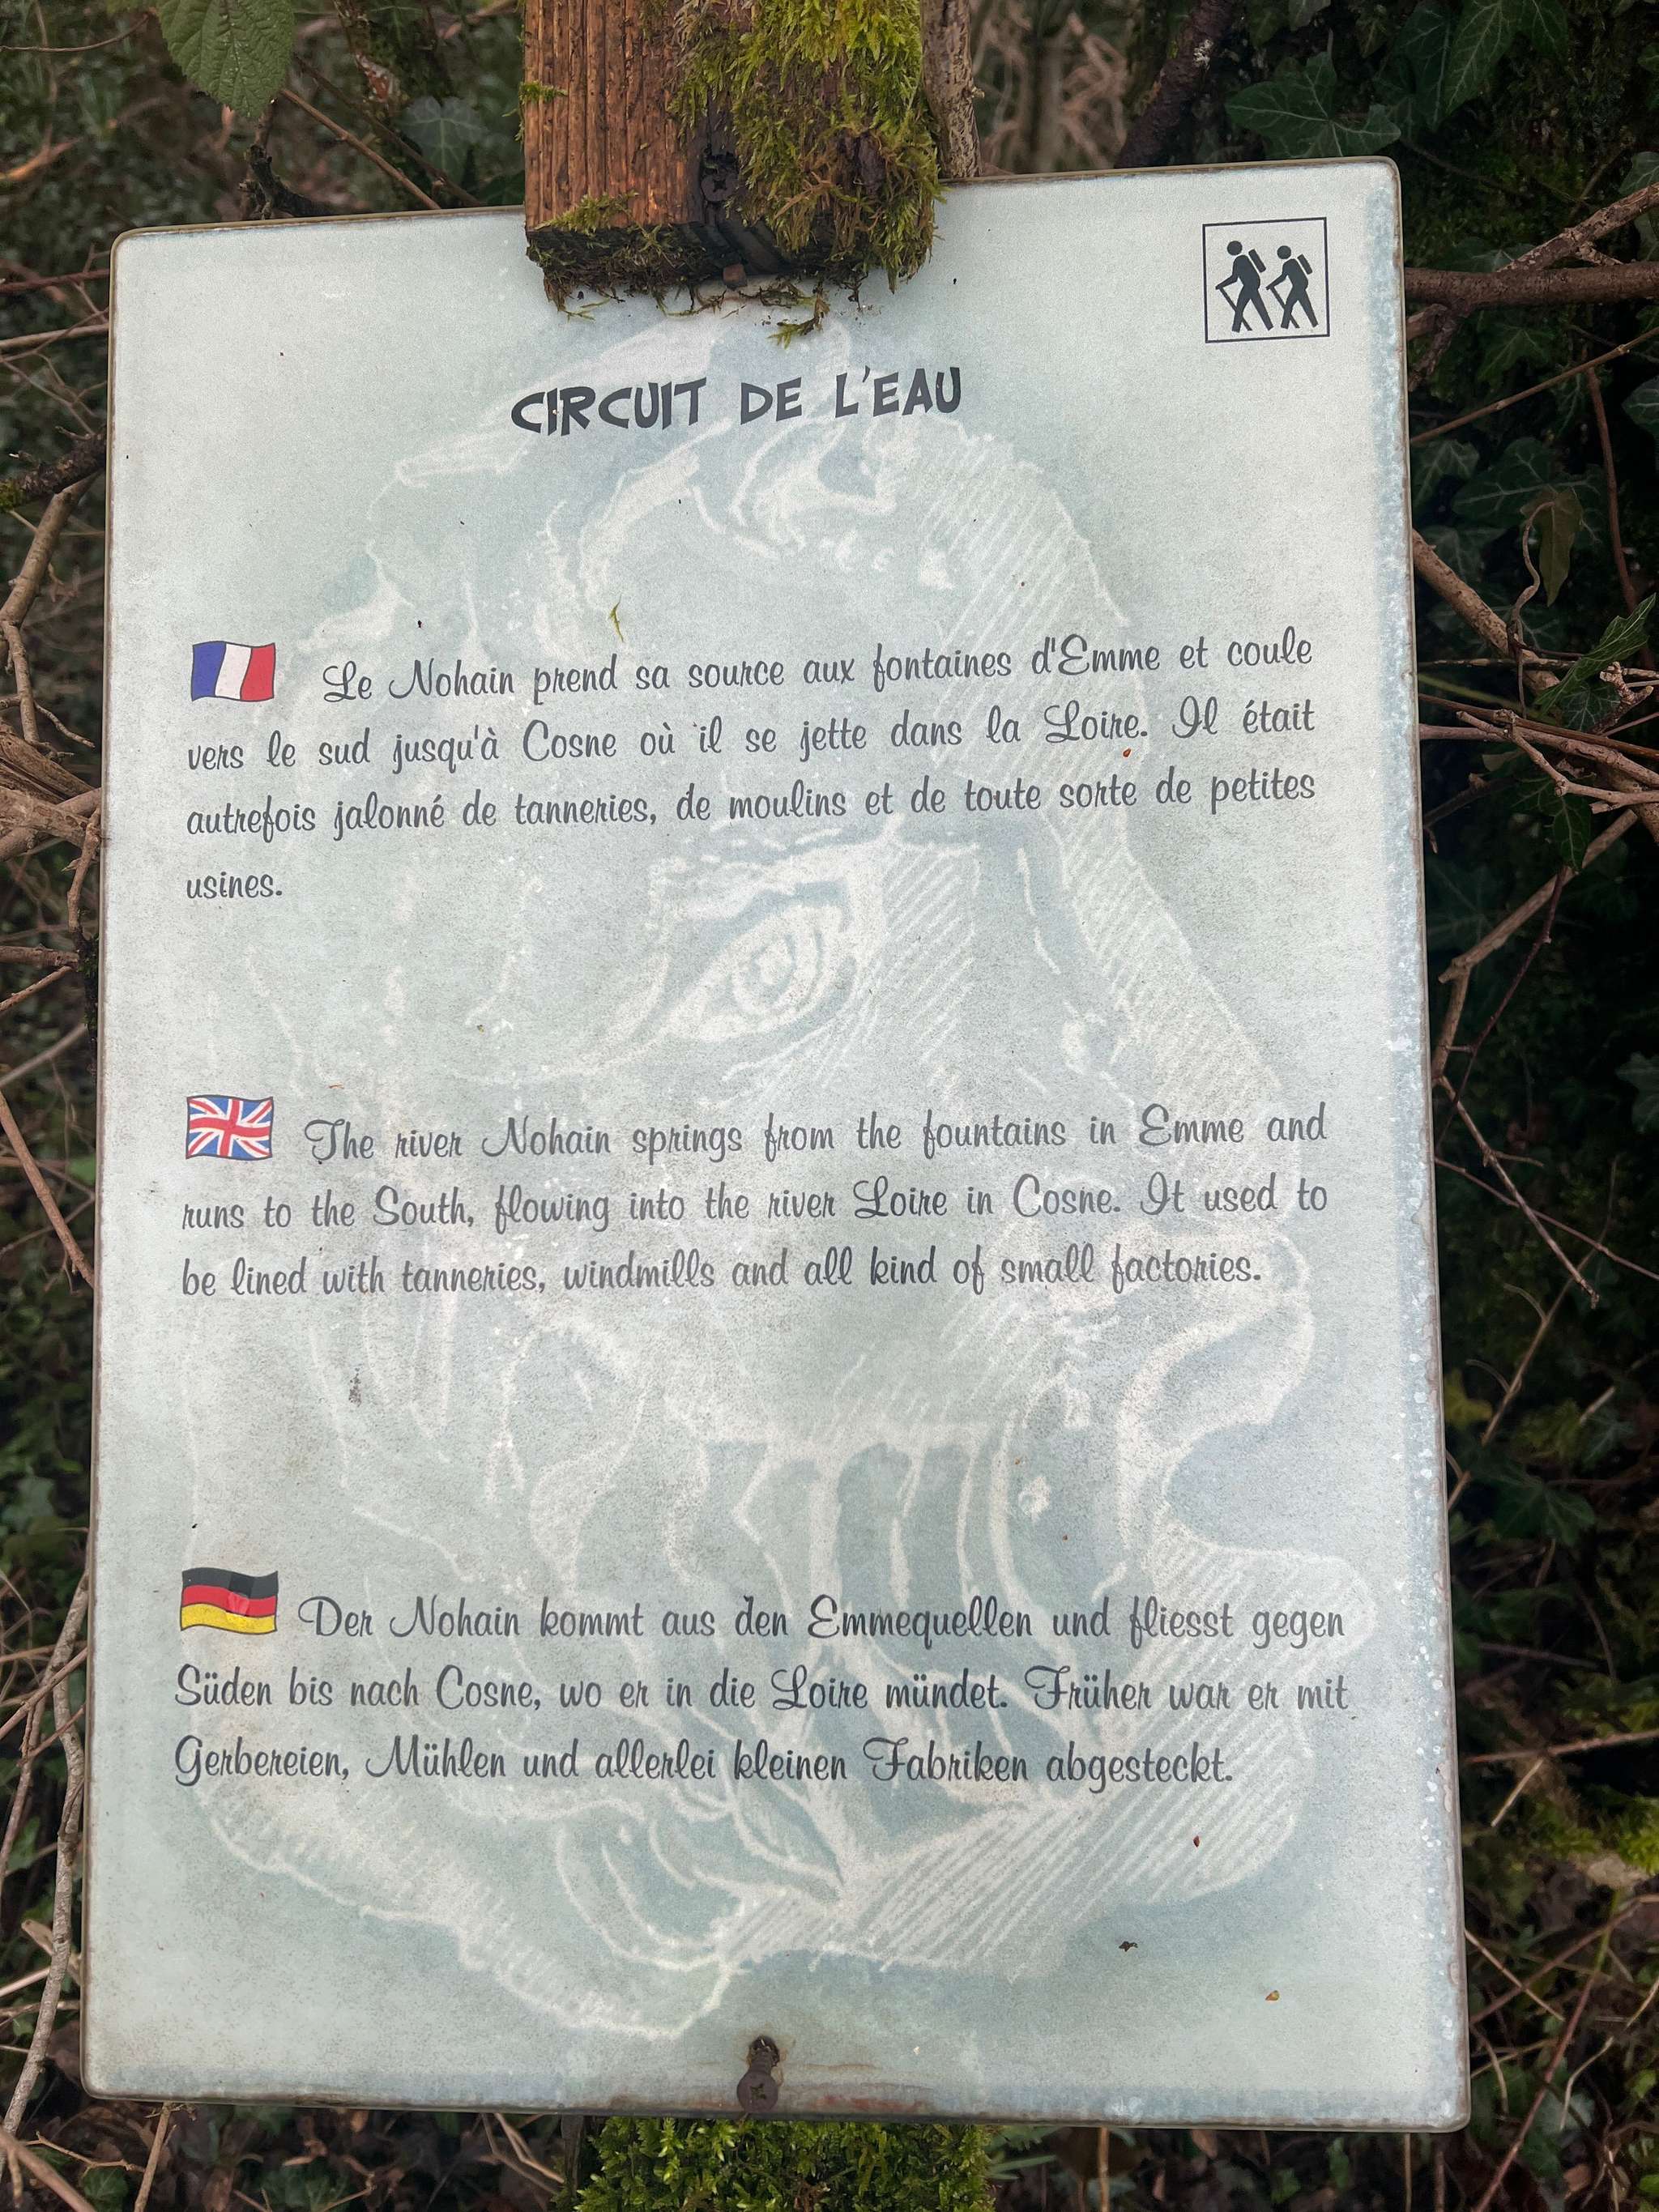 CIRCUIT DE L'EAU
Le Nohain prend sa source aux fontaines d'Emme et coule
vers le sud jusqu'à Cosne où il se jette dans la Loire. Il était
autrefois jalonné de tanneries, de moulins et de toute sorte de petites
usines.
The river Nohain springs from the fountains in Emme and
runs to the South, flowing into the river Loire in Cosne. It used to
be lined with tanneries, windmills and all kind of small factories.
Der Nohain kommt aus den Emmequellen und fliesst gegen
Süden bis nach Cosne, wo er in die Loire mündet. Früher war er mit
Gerbereien, Mühlen und allerlei kleinen Fabriken abgesteckt.